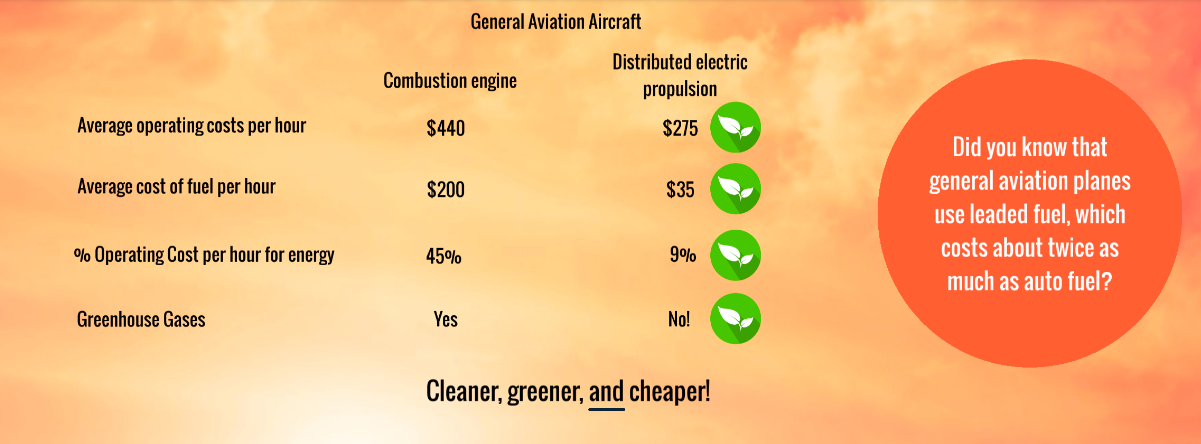 General Aviation Aircraft
Combustion engine
Distributed electric
propulsion
Average operating costs per hour $440 $275
Average cost of fuel per hour $200 $35
% Operating Cost per hour for energy 45% 9%
Greenhouse Gases Yes No!
Cleaner, greener, and cheaper!
Did you know that
general aviation planes
use leaded fuel, which
costs about twice as
much as auto fuel?